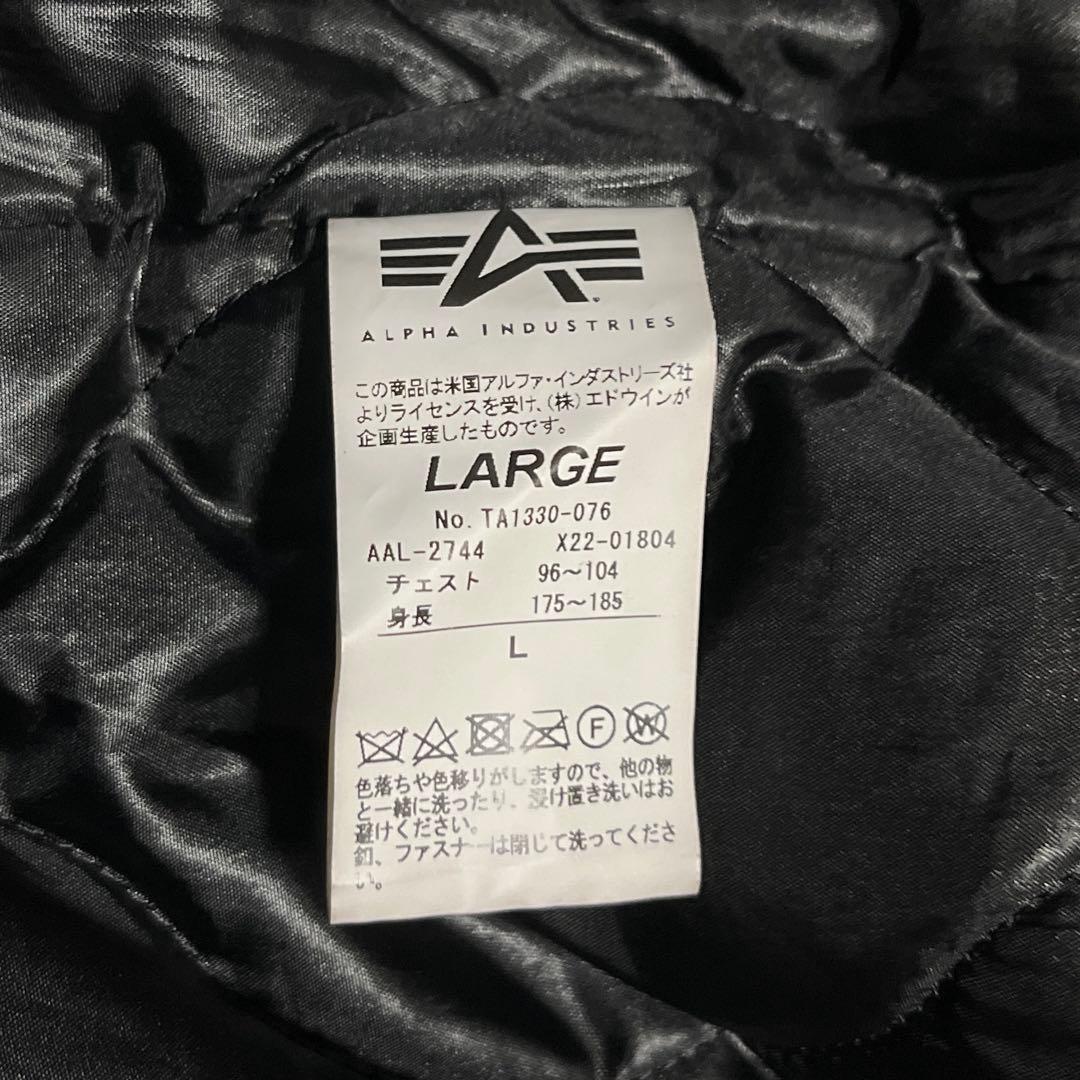 ALPHA INDUSTRIES
この商品は米国アルファ・インダストリーズ社
よりライセンスを受け、(株)エドウインが
企画生産したものです。
LARGE
No. TA1330-076
AAL-2744 X22-01804
チェスト 96～104
身長 175～185
L
F W
色落ちや色移りがしますので、他の物
と一緒に洗ったり、浸け置き洗いはお
避けください。
釦、ファスナーは閉じて洗ってくださ
い。